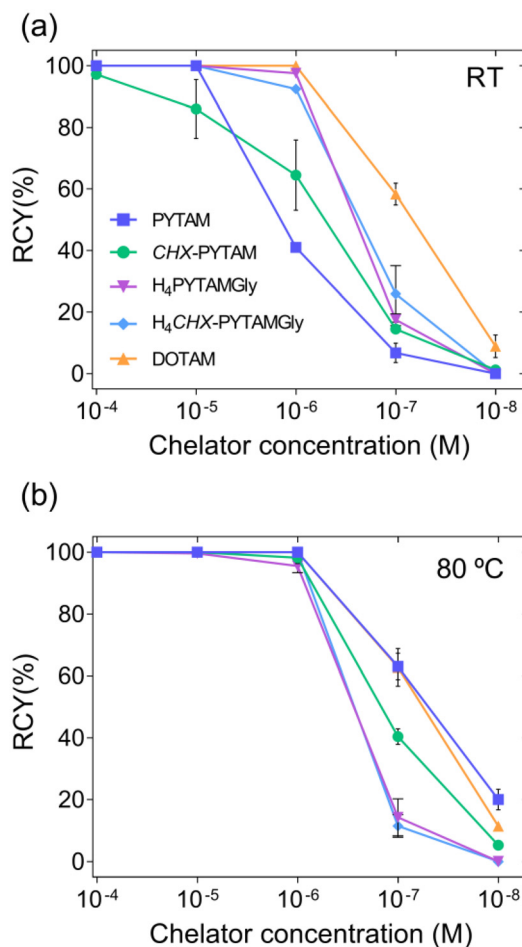 (a)
RT
100
80
60
40
20
0
RCY(%)
PYTAM
CHX-PYTAM
H₄PYTAMGly
H₄CHX-PYTAMGly
DOTAM
10⁻⁴ 10⁻⁵ 10⁻⁶ 10⁻⁷ 10⁻⁸
Chelator concentration (M)
(b)
80 ºC
100
80
60
40
20
0
RCY(%)
10⁻⁴ 10⁻⁵ 10⁻⁶ 10⁻⁷ 10⁻⁸
Chelator concentration (M)